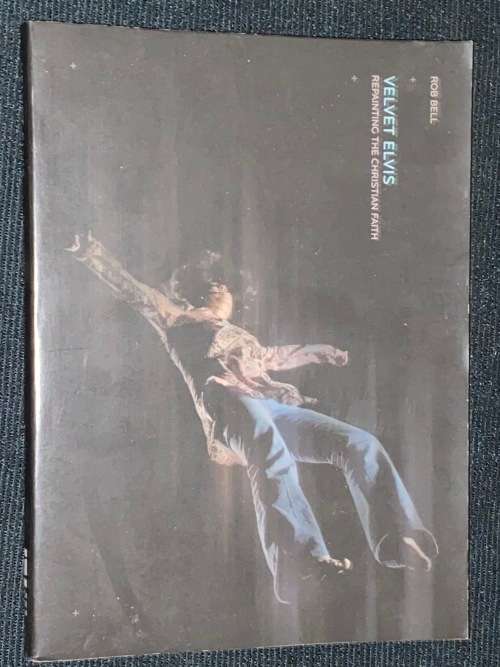 ROB BELL
VELVET ELVIS
REPAINTING THE CHRISTIAN FAITH